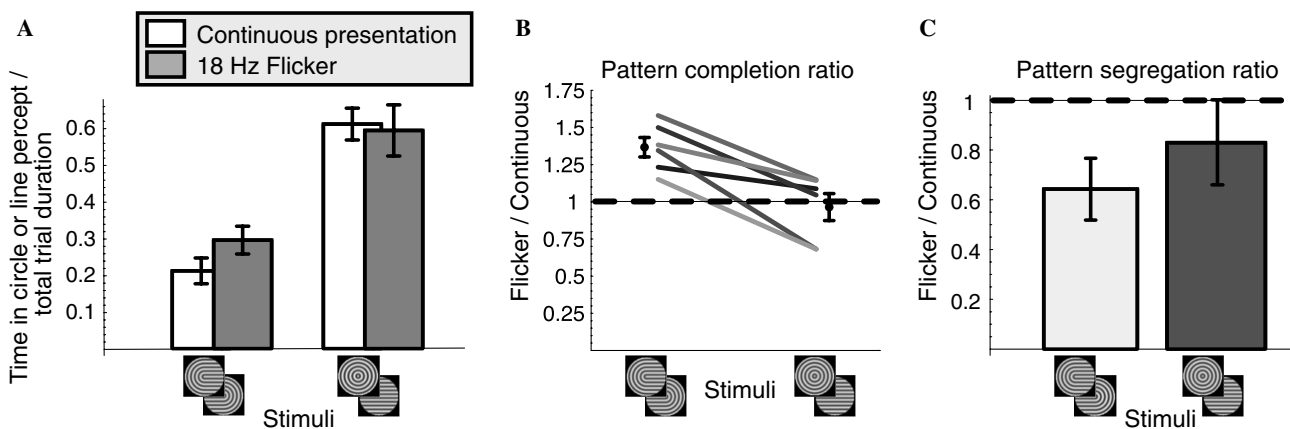 A
Continuous presentation
18 Hz Flicker
Time in circle or line percept /
total trial duration
0.6
0.5
0.4
0.3
0.2
0.1
Stimuli
B
Pattern completion ratio
Flicker / Continuous
1.75
1.5
1.25
1
0.75
0.5
0.25
Stimuli
C
Pattern segregation ratio
Flicker / Continuous
1
0.8
0.6
0.4
0.2
Stimuli